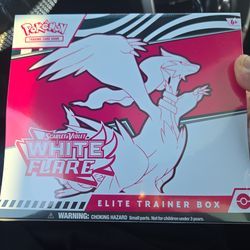 POKÉMON
TRADING CARD GAME
6+
SCARLET & VIOLET
WHITE
FLARE
ELITE TRAINER BOX
WARNING: CHOKING HAZARD Small parts. Not for children under 3 years.